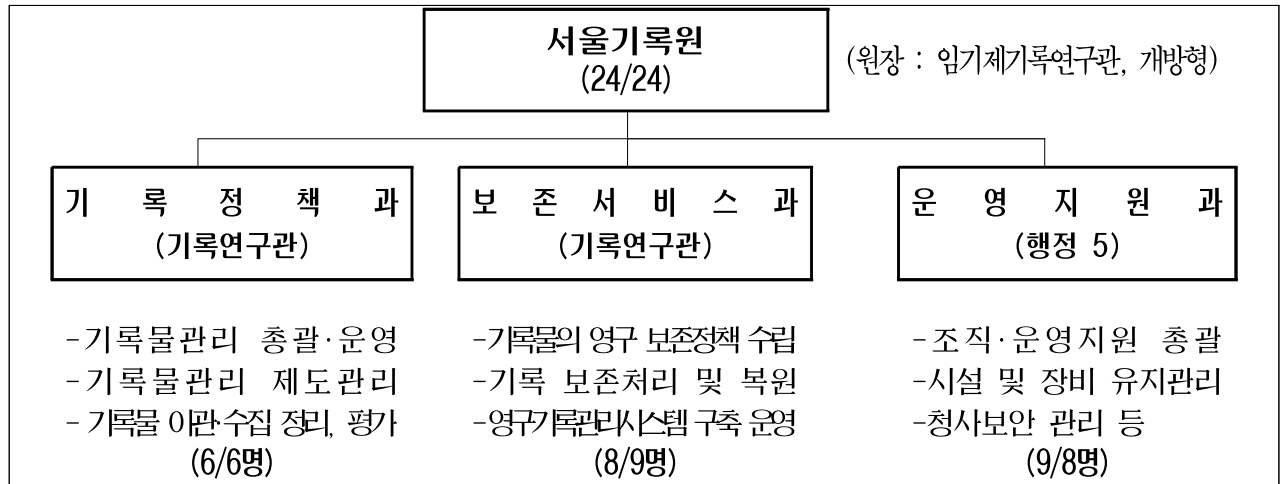 서울기록원
(24/24)
(원장 : 임기제기록연구관, 개방형)
기 록 정 책 과
(기록연구관)
-기록물관리 총괄·운영
-기록물관리 제도관리
- 기록물 이관·수집 정리, 평가
(6/6명)
보 존 서 비 스 과
(기록연구관)
-기록물의 영구 보존정책 수립
-기록 보존처리 및 복원
-영구기록관리시스템 구축 운영
(8/9명)
운 영 지 원 과
(행정 5)
-조직·운영지원 총괄
-시설 및 장비 유지관리
-청사보안 관리 등
(9/8명)